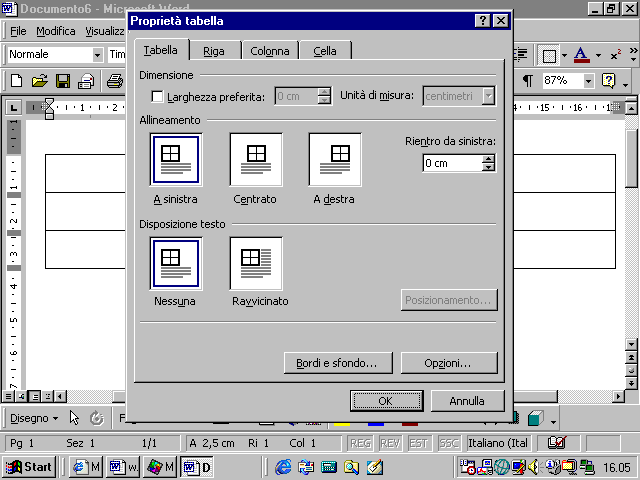 Documento6 - Microsoft Word
Proprietà tabella
File Modifica Visualizz
Normale
Tim
87%
Tabella
Riga
Colonna
Cella
Dimensione
Larghezza preferita:
0 cm
Unità di misura:
centimetri
Allineamento
Rientro da sinistra:
0 cm
A sinistra
Centrato
A destra
Disposizione testo
Nessuna
Ravvicinato
Posizionamento...
Bordi e sfondo...
Opzioni...
OK
Annulla
Disegno
Pg 1
Sez 1
1/1
A 2,5 cm
Ri 1
Col 1
REG
REV
EST
SSC
Italiano (Ital
Start
M
w.
M
D
16.05